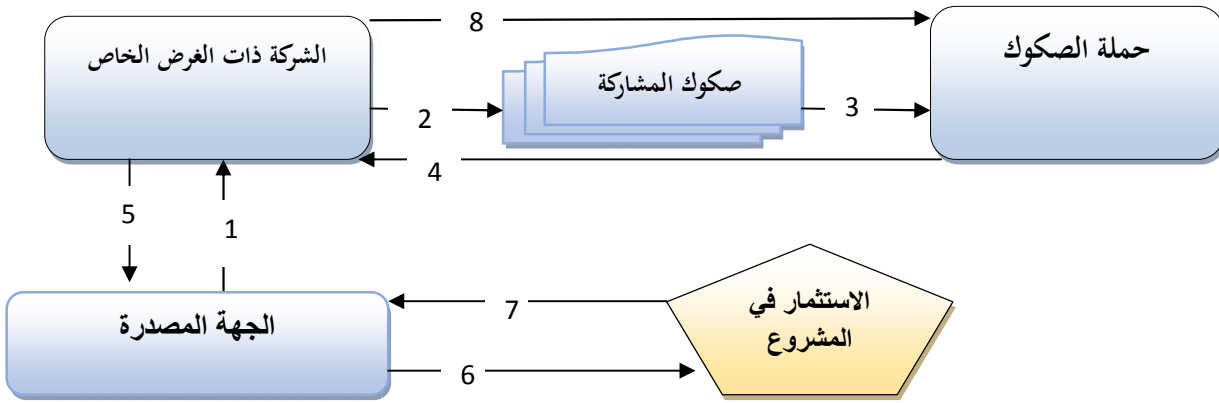 8
حملة الصكوك
الشركة ذات الغرض الخاص
صكوك المشاركة
3
2
4
5
1
الاستثمار في
المشروع
7
الجهة المصدرة
6